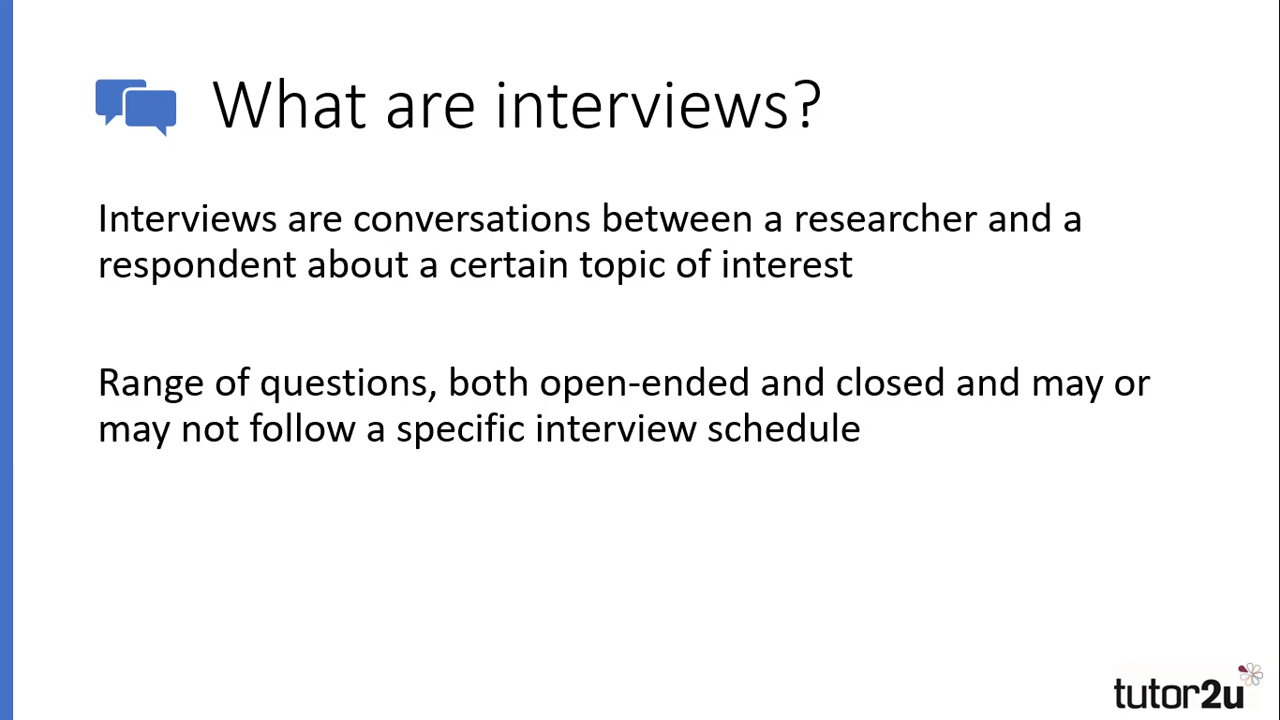 What are interviews?
Interviews are conversations between a researcher and a
respondent about a certain topic of interest
Range of questions, both open-ended and closed and may or
may not follow a specific interview schedule
tutor2u